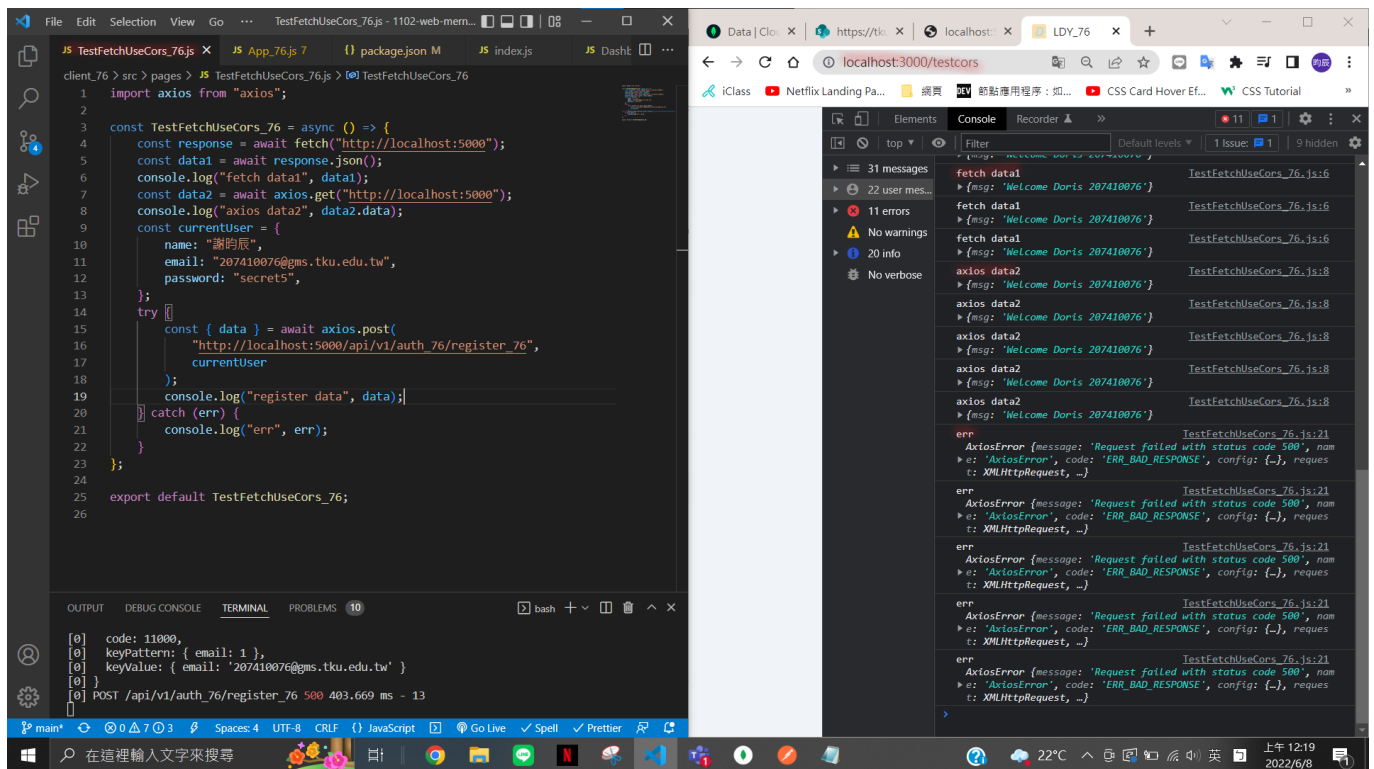 File Edit Selection View Go ··· TestFetchUseCors_76.js - 1102-web-mern...
JS TestFetchUseCors_76.js JS App_76.js 7 {} package.json M JS index.js JS Dasht
client_76 > src > pages > JS TestFetchUseCors_76.js > TestFetchUseCors_76
1 import axios from "axios";
2
3 const TestFetchUseCors_76 = async () => {
4 const response = await fetch("http://localhost:5000");
5 const data1 = await response.json();
6 console.log("fetch data1", data1);
7 const data2 = await axios.get("http://localhost:5000");
8 console.log("axios data2", data2.data);
9 const currentUser = {
10 name: "謝昀辰",
11 email: "207410076@gms.tku.edu.tw",
12 password: "secret5",
13 };
14 try {
15 const { data } = await axios.post(
16 "http://localhost:5000/api/v1/auth_76/register_76",
17 currentUser
18 );
19 console.log("register data", data);
20 } catch (err) {
21 console.log("err", err);
22 }
23 };
24
25 export default TestFetchUseCors_76;
26
OUTPUT DEBUG CONSOLE TERMINAL PROBLEMS 10 bash
[0] code: 11000,
[0] keyPattern: { email: 1 },
[0] keyValue: { email: '207410076@gms.tku.edu.tw' }
[0] }
[0] POST /api/v1/auth_76/register_76 500 403.669 ms - 13
main* 0 7 3 Spaces: 4 UTF-8 CRLF {} JavaScript Go Live Spell Prettier
Data | Clou https://tku localhost:5 LDY_76
localhost:3000/testcors 昀辰
iClass Netflix Landing Pa... 網頁 DEV 節點應用程序：如... CSS Card Hover Ef... CSS Tutorial »
Elements Console Recorder » 11 1
top Filter Default levels 1 Issue: 1 9 hidden
31 messages
22 user mes...
11 errors
No warnings
20 info
No verbose
{msg: 'Welcome Doris 207410076'}
fetch data1 TestFetchUseCors_76.js:6
{msg: 'Welcome Doris 207410076'}
fetch data1 TestFetchUseCors_76.js:6
{msg: 'Welcome Doris 207410076'}
fetch data1 TestFetchUseCors_76.js:6
{msg: 'Welcome Doris 207410076'}
axios data2 TestFetchUseCors_76.js:8
{msg: 'Welcome Doris 207410076'}
axios data2 TestFetchUseCors_76.js:8
{msg: 'Welcome Doris 207410076'}
axios data2 TestFetchUseCors_76.js:8
{msg: 'Welcome Doris 207410076'}
axios data2 TestFetchUseCors_76.js:8
{msg: 'Welcome Doris 207410076'}
axios data2 TestFetchUseCors_76.js:8
{msg: 'Welcome Doris 207410076'}
err TestFetchUseCors_76.js:21
AxiosError {message: 'Request failed with status code 500', nam
e: 'AxiosError', code: 'ERR_BAD_RESPONSE', config: {…}, reques
t: XMLHttpRequest, …}
err TestFetchUseCors_76.js:21
AxiosError {message: 'Request failed with status code 500', nam
e: 'AxiosError', code: 'ERR_BAD_RESPONSE', config: {…}, reques
t: XMLHttpRequest, …}
err TestFetchUseCors_76.js:21
AxiosError {message: 'Request failed with status code 500', nam
e: 'AxiosError', code: 'ERR_BAD_RESPONSE', config: {…}, reques
t: XMLHttpRequest, …}
err TestFetchUseCors_76.js:21
AxiosError {message: 'Request failed with status code 500', nam
e: 'AxiosError', code: 'ERR_BAD_RESPONSE', config: {…}, reques
t: XMLHttpRequest, …}
err TestFetchUseCors_76.js:21
AxiosError {message: 'Request failed with status code 500', nam
e: 'AxiosError', code: 'ERR_BAD_RESPONSE', config: {…}, reques
t: XMLHttpRequest, …}
在這裡輸入文字來搜尋 22°C 英 上午 12:19
2022/6/8